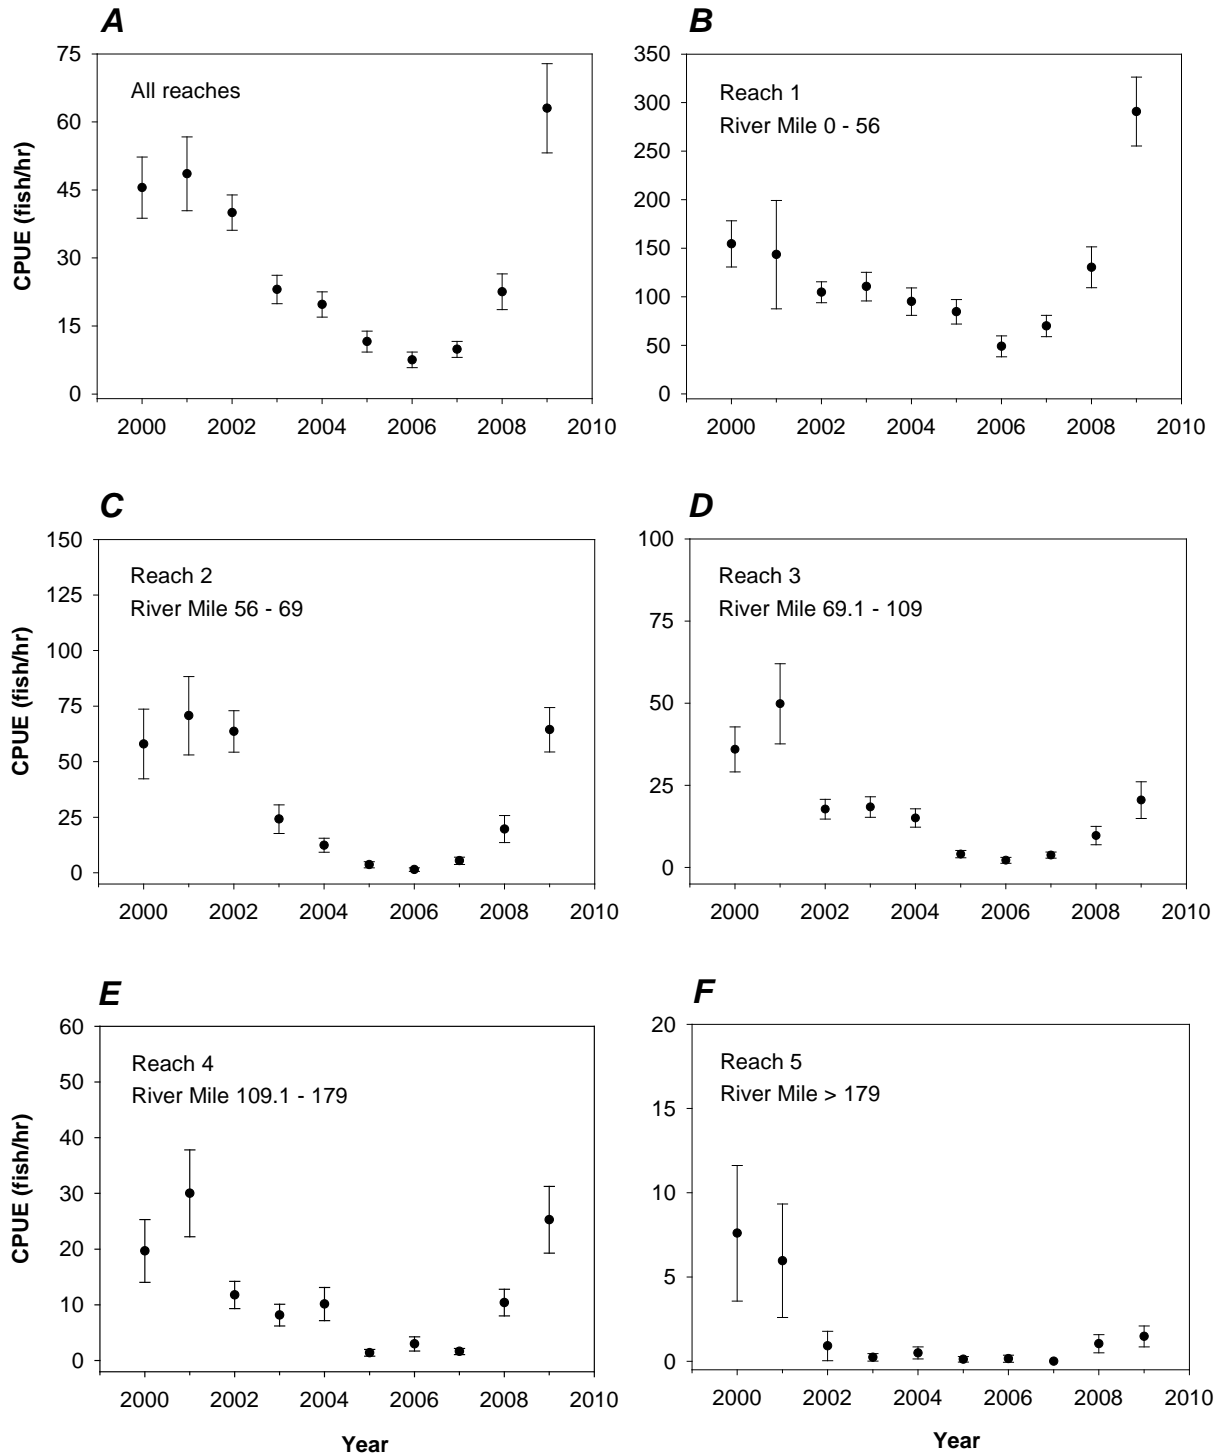 A
75
60
45
30
15
0
CPUE (fish/hr)
All reaches
2000 2002 2004 2006 2008 2010
B
350
300
250
200
150
100
50
0
Reach 1
River Mile 0 - 56
2000 2002 2004 2006 2008 2010
C
150
125
100
75
50
25
0
CPUE (fish/hr)
Reach 2
River Mile 56 - 69
2000 2002 2004 2006 2008 2010
D
100
75
50
25
0
Reach 3
River Mile 69.1 - 109
2000 2002 2004 2006 2008 2010
E
60
50
40
30
20
10
0
CPUE (fish/hr)
Reach 4
River Mile 109.1 - 179
2000 2002 2004 2006 2008 2010
Year
F
20
15
10
5
0
Reach 5
River Mile > 179
2000 2002 2004 2006 2008 2010
Year